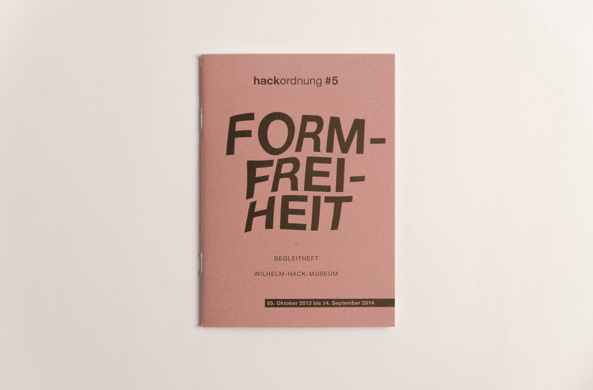 hackordnung #5
FORM-
FREI-
HEIT
BEGLEITHEFT
WILHELM-HACK-MUSEUM
05. Oktober 2013 bis 14. September 2014